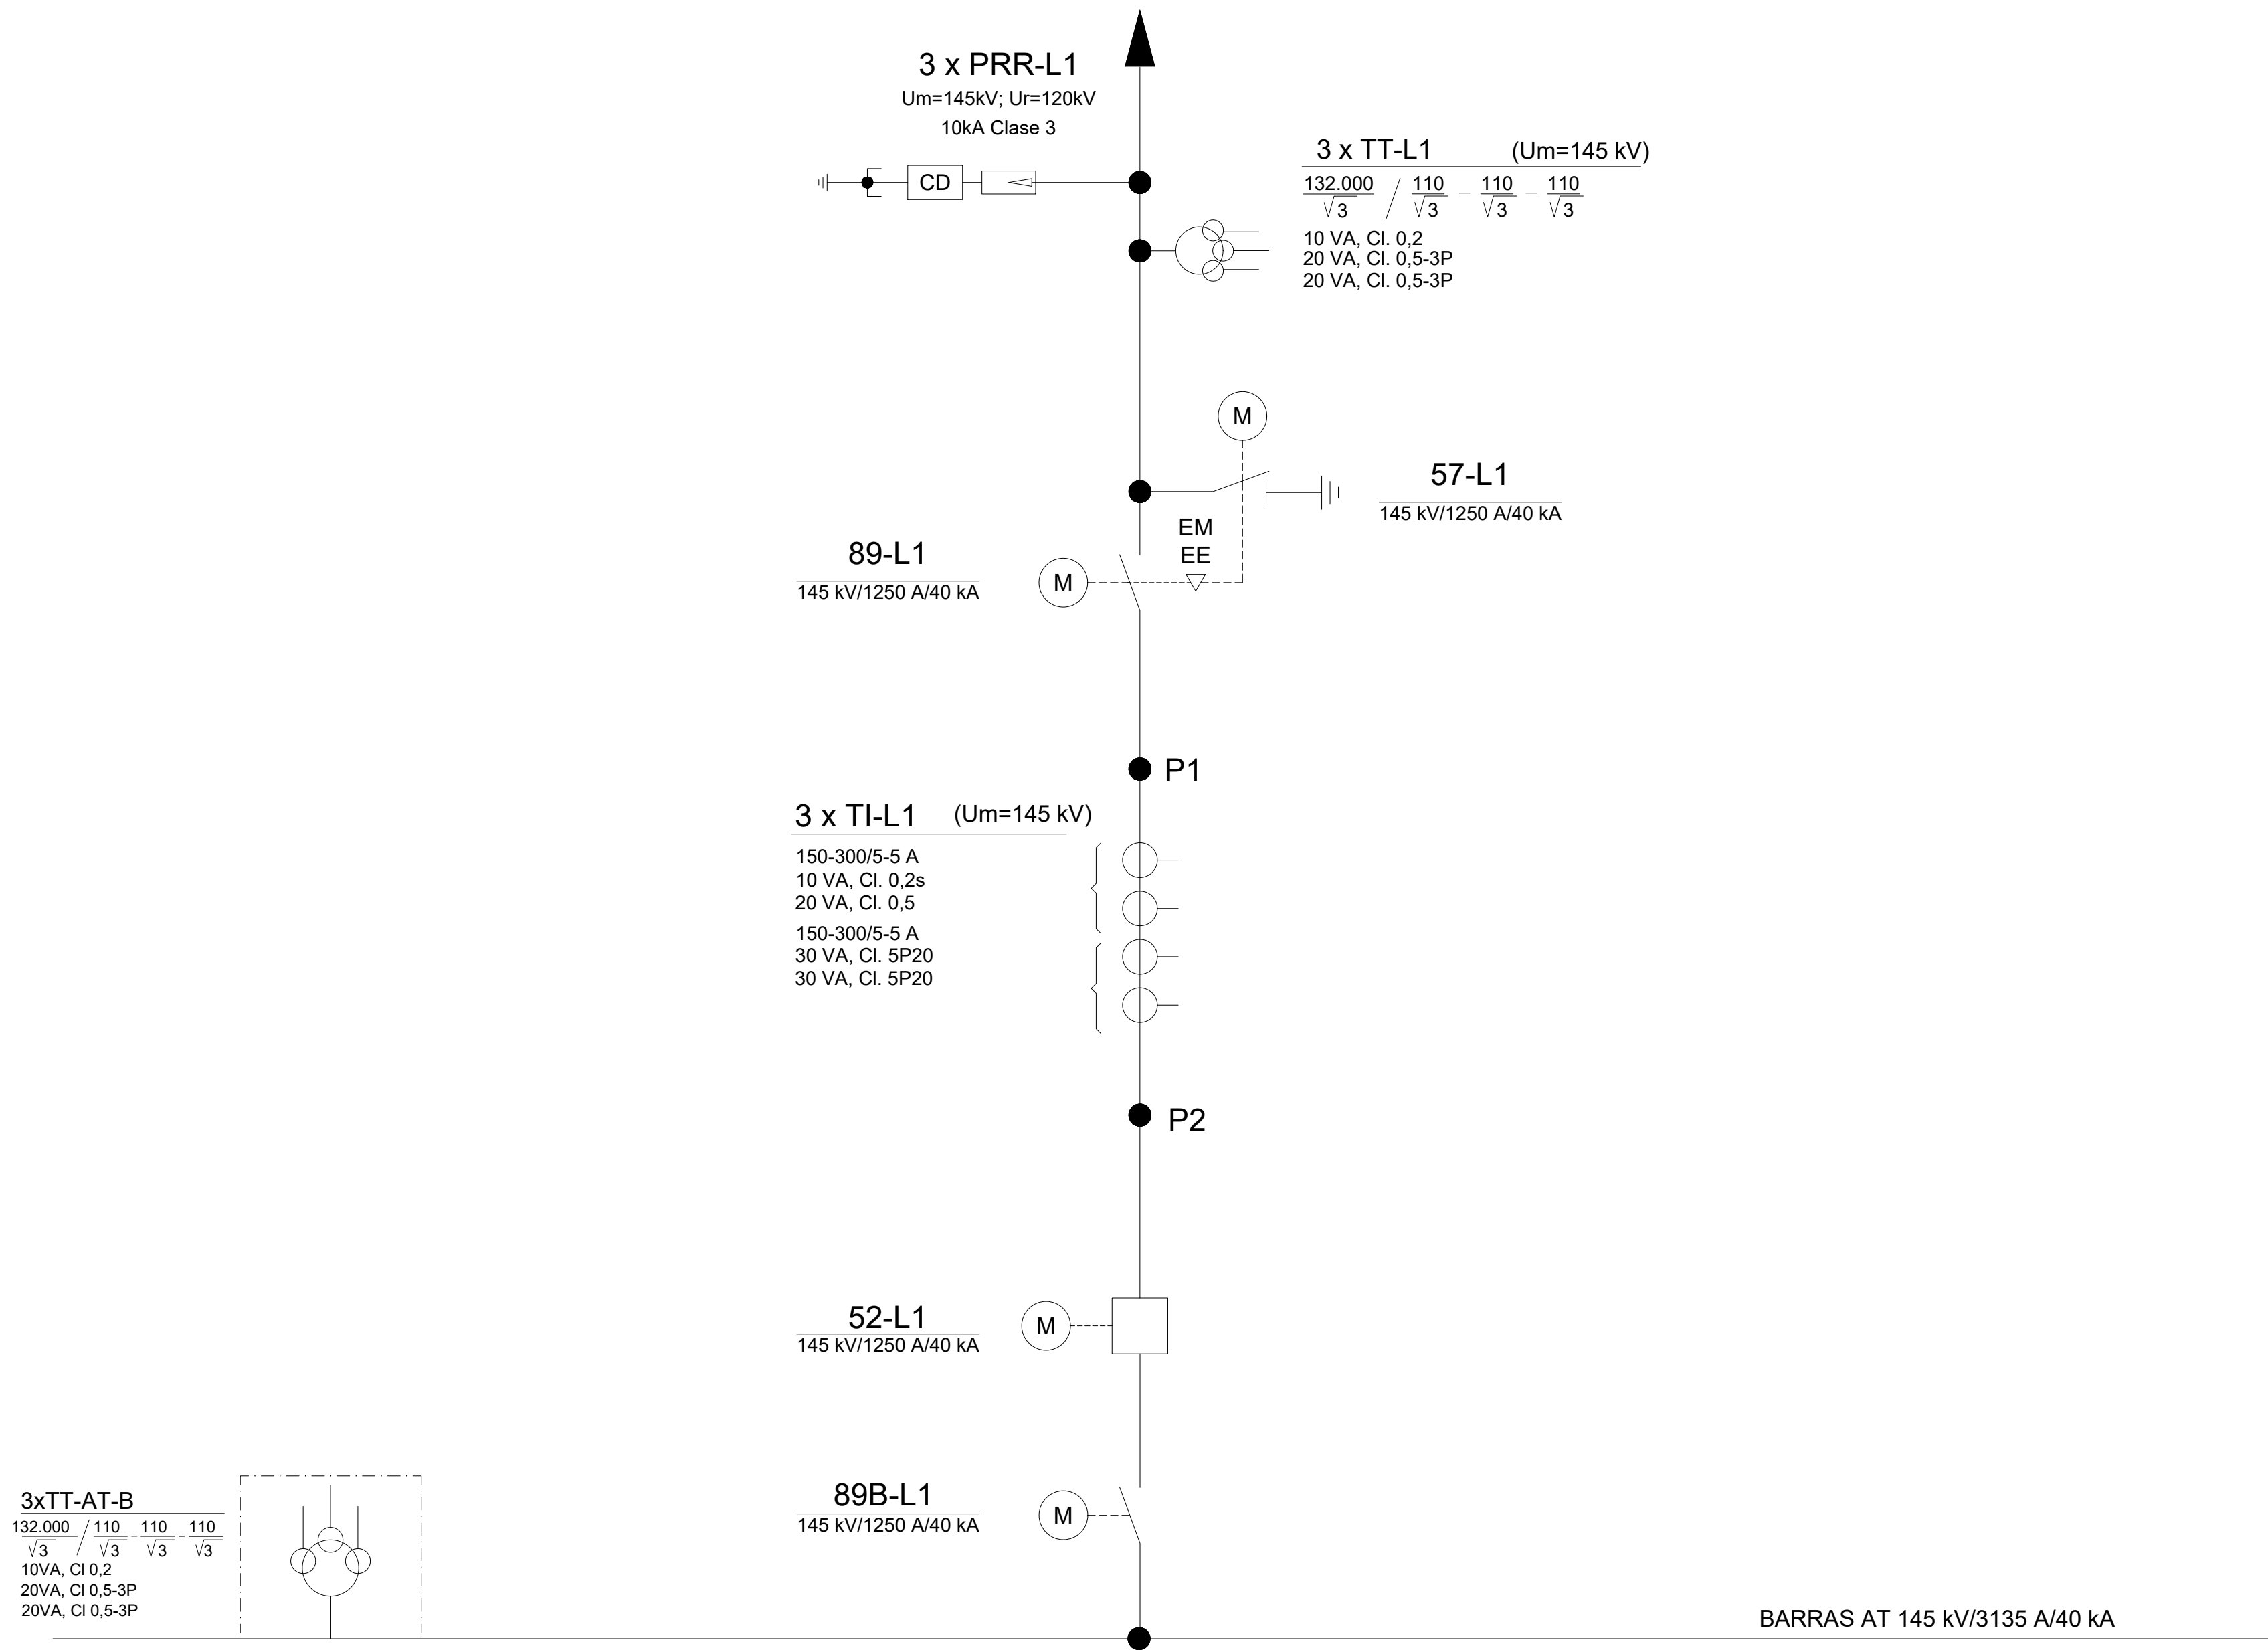 3 x PRR-L1
Um=145kV; Ur=120kV
10kA Clase 3
CD
3 x TT-L1 (Um=145 kV)
132.000/√3 / 110/√3 – 110/√3 – 110/√3
10 VA, Cl. 0,2
20 VA, Cl. 0,5-3P
20 VA, Cl. 0,5-3P
M
57-L1
145 kV/1250 A/40 kA
EM
EE
89-L1
145 kV/1250 A/40 kA
M
P1
3 x TI-L1 (Um=145 kV)
150-300/5-5 A
10 VA, Cl. 0,2s
20 VA, Cl. 0,5
150-300/5-5 A
30 VA, Cl. 5P20
30 VA, Cl. 5P20
P2
52-L1
145 kV/1250 A/40 kA
M
89B-L1
145 kV/1250 A/40 kA
M
3xTT-AT-B
132.000/√3 / 110/√3 - 110/√3 - 110/√3
10VA, Cl 0,2
20VA, Cl 0,5-3P
20VA, Cl 0,5-3P
BARRAS AT 145 kV/3135 A/40 kA